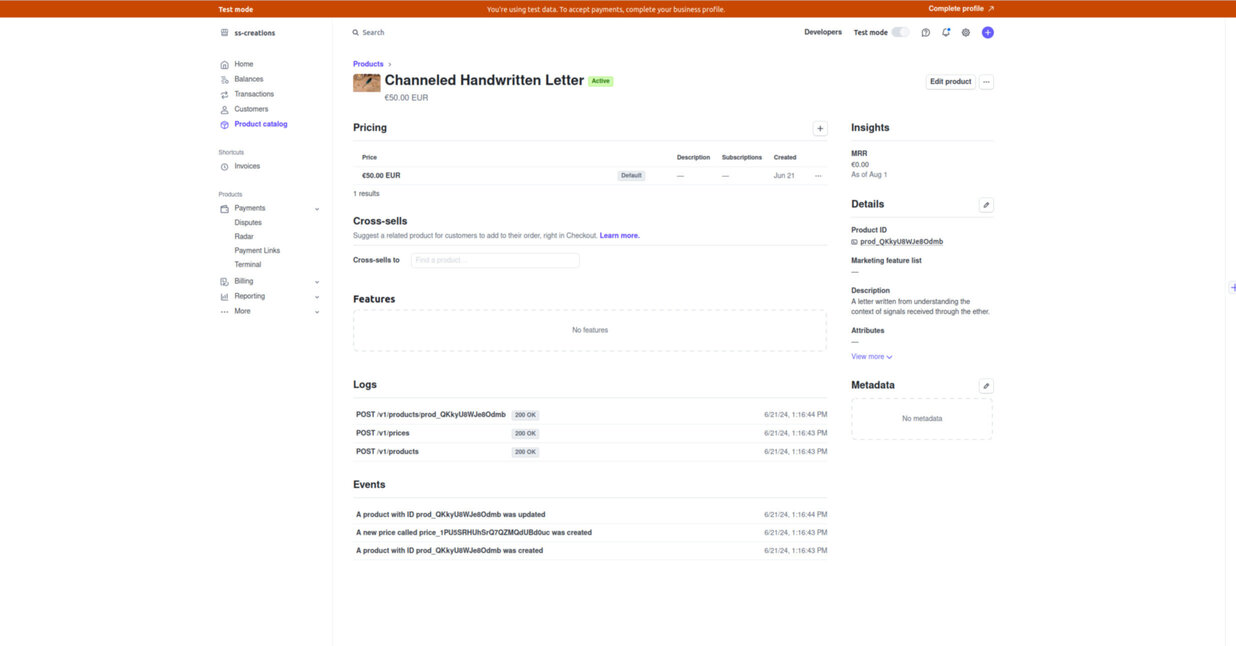 Test mode
You're using test data. To accept payments, complete your business profile.
Complete profile
ss-creations
Search
Developers
Test mode
Home
Balances
Transactions
Customers
Product catalog
Shortcuts
Invoices
Products
Payments
Disputes
Radar
Payment Links
Terminal
Billing
Reporting
More
Products
Channeled Handwritten Letter Active
€50.00 EUR
Edit product
Pricing
Price Description Subscriptions Created
€50.00 EUR Default — — Jun 21
1 results
Cross-sells
Suggest a related product for customers to add to their order, right in Checkout. Learn more.
Cross-sells to Find a product...
Features
No features
Logs
POST /v1/products/prod_QKkyU8WJe8Odmb 200 OK 6/21/24, 1:16:44 PM
POST /v1/prices 200 OK 6/21/24, 1:16:43 PM
POST /v1/products 200 OK 6/21/24, 1:16:43 PM
Events
A product with ID prod_QKkyU8WJe8Odmb was updated 6/21/24, 1:16:44 PM
A new price called price_1PU5SRHUhSrQ7QZMQdUBd0uc was created 6/21/24, 1:16:43 PM
A product with ID prod_QKkyU8WJe8Odmb was created 6/21/24, 1:16:43 PM
Insights
MRR
€0.00
As of Aug 1
Details
Product ID
prod_QKkyU8WJe8Odmb
Marketing feature list
—
Description
A letter written from understanding the
context of signals received through the ether.
Attributes
—
View more
Metadata
No metadata